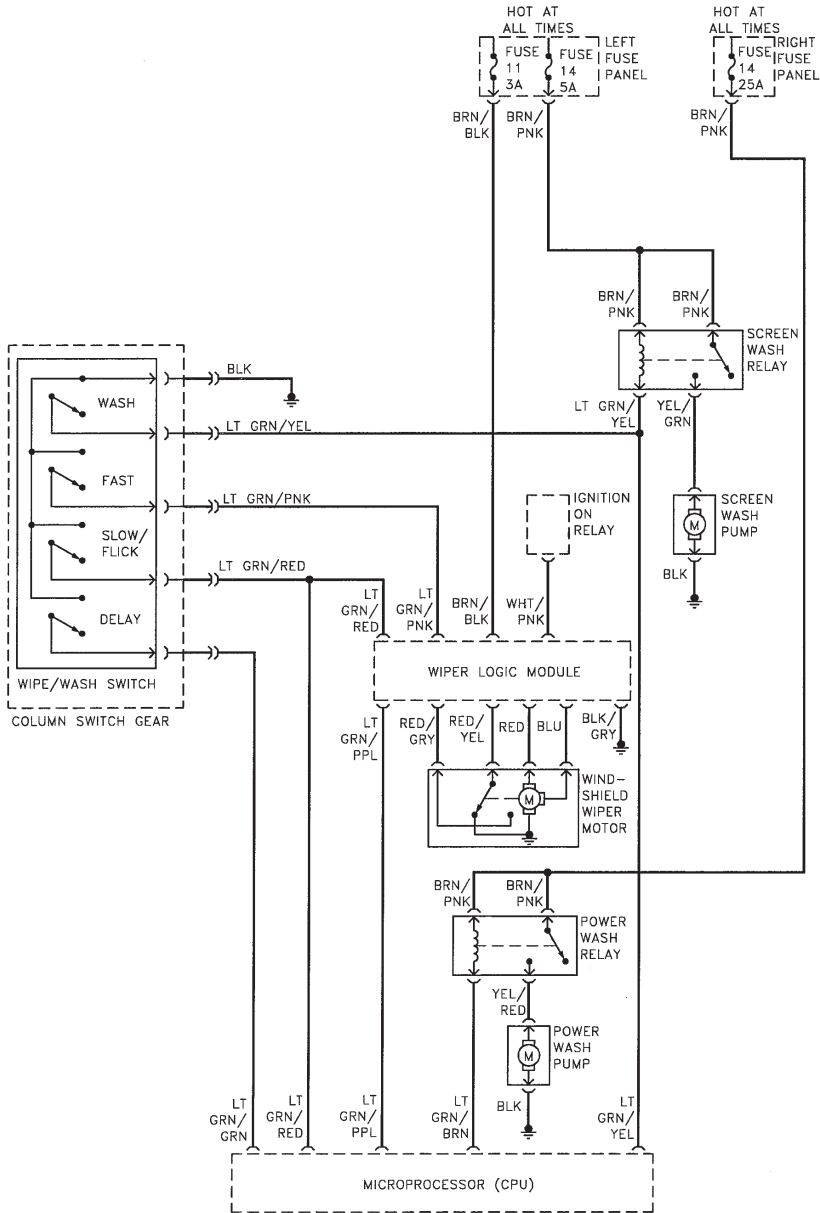 HOT AT
ALL TIMES
HOT AT
ALL TIMES
FUSE
11
3A
FUSE
14
5A
LEFT
FUSE
PANEL
FUSE
14
25A
RIGHT
FUSE
PANEL
BRN/
BLK
BRN/
PNK
BRN/
PNK
BRN/
PNK
BRN/
PNK
SCREEN
WASH
RELAY
BLK
WASH
LT GRN/YEL
LT GRN/
YEL
YEL/
GRN
FAST
LT GRN/PNK
IGNITION
ON
RELAY
SCREEN
WASH
PUMP
SLOW/
FLICK
LT GRN/RED
BLK
LT
GRN/
RED
LT
GRN/
PNK
BRN/
BLK
WHT/
PNK
DELAY
WIPE/WASH SWITCH
COLUMN SWITCH GEAR
WIPER LOGIC MODULE
LT
GRN/
PPL
RED/
GRY
RED/
YEL
RED
BLU
BLK/
GRY
M
M
WIND-
SHIELD
WIPER
MOTOR
BRN/
PNK
BRN/
PNK
POWER
WASH
RELAY
YEL/
RED
M
POWER
WASH
PUMP
BLK
LT
GRN/
GRN
LT
GRN/
RED
LT
GRN/
PPL
LT
GRN/
BRN
LT
GRN/
YEL
MICROPROCESSOR (CPU)